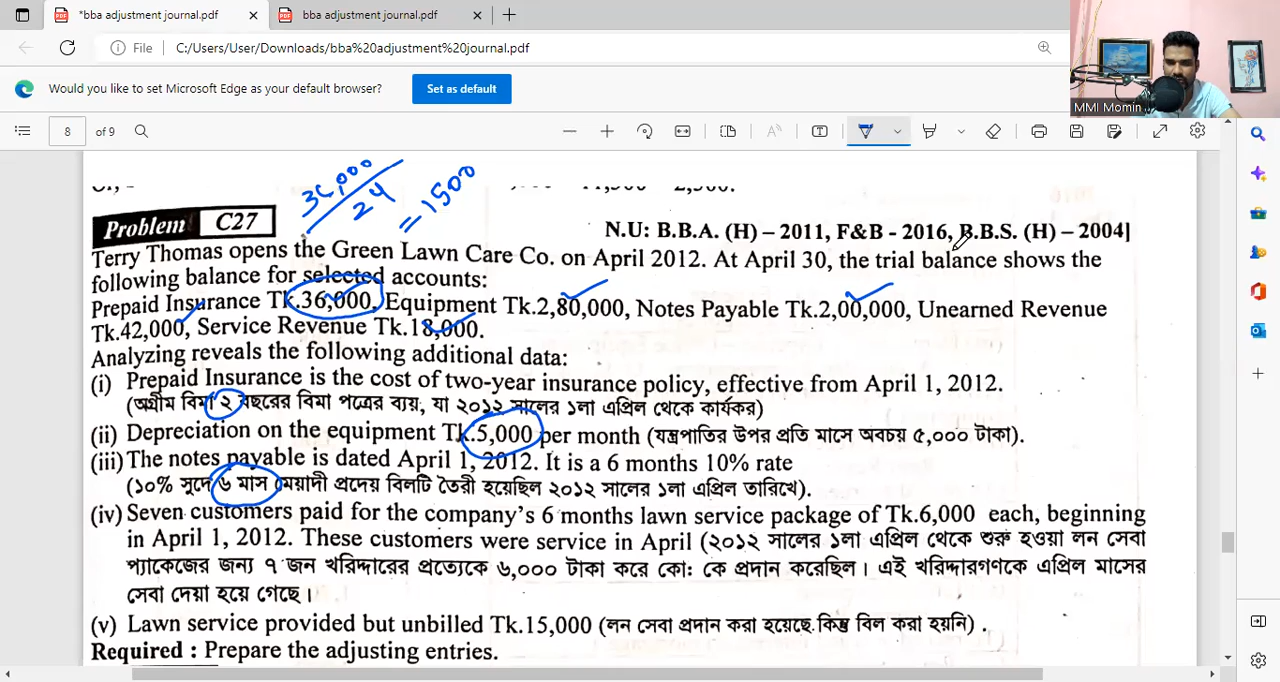 *bba adjustment journal.pdf
bba adjustment journal.pdf
File
C:/Users/User/Downloads/bba%20adjustment%20journal.pdf
Would you like to set Microsoft Edge as your default browser?
Set as default
MMI Momin
8 of 9
36,000
24
= 1500
Problem C27
N.U: B.B.A. (H) – 2011, F&B - 2016, B.B.S. (H) – 2004]
Terry Thomas opens the Green Lawn Care Co. on April 2012. At April 30, the trial balance shows the
following balance for selected accounts:
Prepaid Insurance Tk.36,000, Equipment Tk.2,80,000, Notes Payable Tk.2,00,000, Unearned Revenue
Tk.42,000, Service Revenue Tk.18,000.
Analyzing reveals the following additional data:
(i) Prepaid Insurance is the cost of two-year insurance policy, effective from April 1, 2012.
(অগ্রীম বিমা ২ বছরের বিমা পত্রের ব্যয়, যা ২০১২ সালের ১লা এপ্রিল থেকে কার্যকর)
(ii) Depreciation on the equipment Tk.5,000 per month (যন্ত্রপাতির উপর প্রতি মাসে অবচয় ৫,০০০ টাকা).
(iii) The notes payable is dated April 1, 2012. It is a 6 months 10% rate
(১০% সুদে ৬ মাস মেয়াদী প্রদেয় বিলটি তৈরী হয়েছিল ২০১২ সালের ১লা এপ্রিল তারিখে).
(iv) Seven customers paid for the company's 6 months lawn service package of Tk.6,000 each, beginning
in April 1, 2012. These customers were service in April (২০১২ সালের ১লা এপ্রিল থেকে শুরু হওয়া লন সেবা
প্যাকেজের জন্য ৭ জন খরিদ্দারের প্রত্যেকে ৬,০০০ টাকা করে কোং কে প্রদান করেছিল। এই খরিদ্দারগণকে এপ্রিল মাসের
সেবা দেয়া হয়ে গেছে।
(v) Lawn service provided but unbilled Tk.15,000 (লন সেবা প্রদান করা হয়েছে কিন্তু বিল করা হয়নি) .
Required : Prepare the adjusting entries.